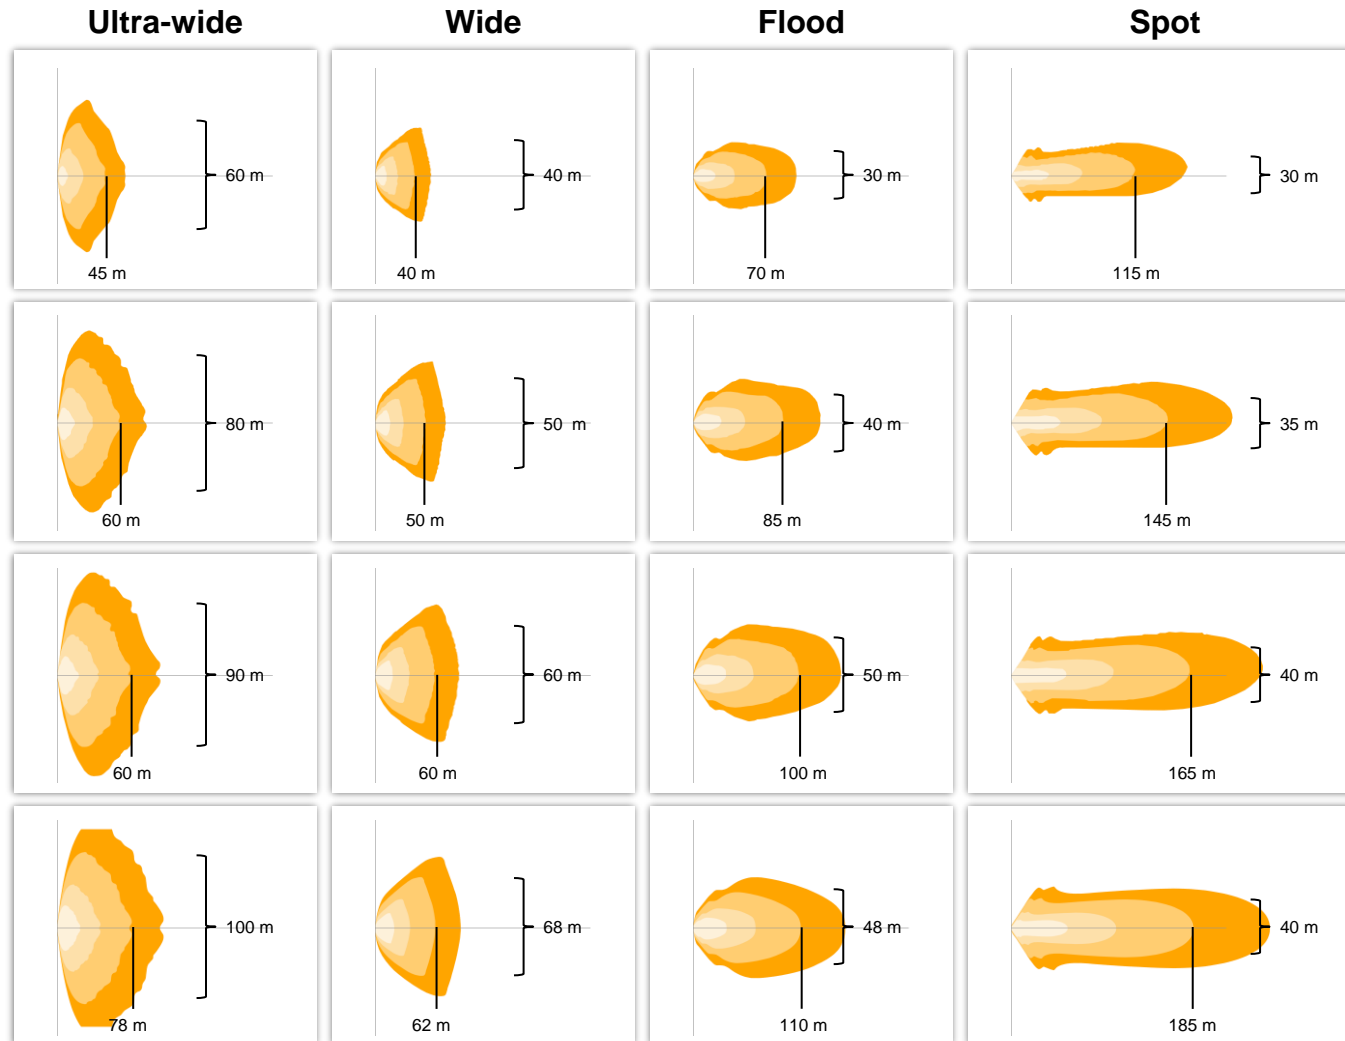 Ultra-wide Wide Flood Spot
60 m 40 m 30 m 30 m
45 m 40 m 70 m 115 m
80 m 50 m 40 m 35 m
60 m 50 m 85 m 145 m
90 m 60 m 50 m 40 m
60 m 60 m 100 m 165 m
100 m 68 m 48 m 40 m
78 m 62 m 110 m 185 m